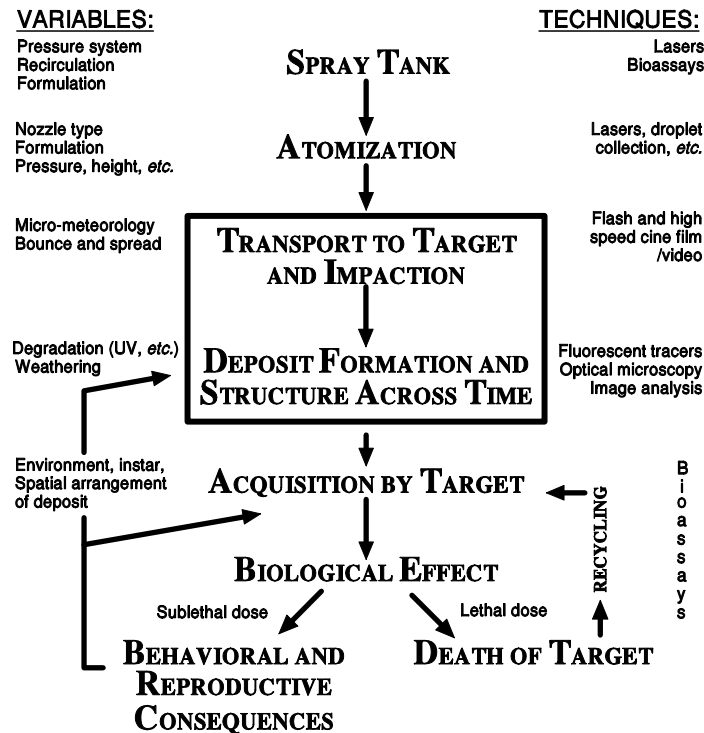 VARIABLES:
TECHNIQUES:
Pressure system
Recirculation
Formulation
SPRAY TANK
Lasers
Bioassays
Nozzle type
Formulation
Pressure, height, etc.
ATOMIZATION
Lasers, droplet
collection, etc.
Micro-meteorology
Bounce and spread
TRANSPORT TO TARGET
AND IMPACTION
Flash and high
speed cine film
/video
Degradation (UV, etc.)
Weathering
DEPOSIT FORMATION AND
STRUCTURE ACROSS TIME
Fluorescent tracers
Optical microscopy
Image analysis
Environment, instar,
Spatial arrangement
of deposit
ACQUISITION BY TARGET
RECYCLING
Bioassays
BIOLOGICAL EFFECT
Sublethal dose
Lethal dose
BEHAVIORAL AND
REPRODUCTIVE
CONSEQUENCES
DEATH OF TARGET